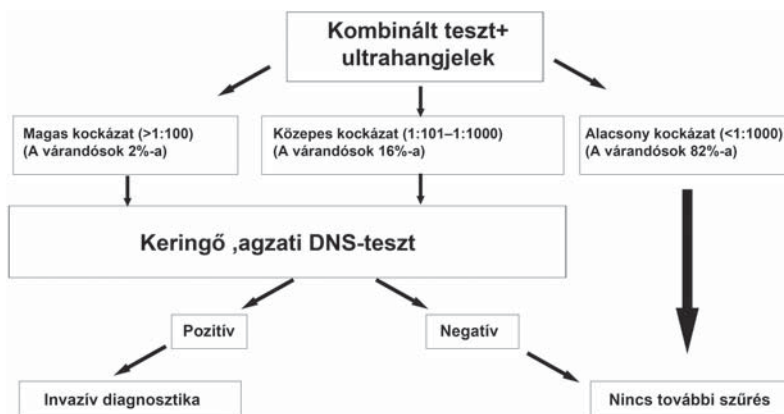 Kombinált teszt+
ultrahangjelek
Magas kockázat (>1:100)
(A várandósok 2%-a)
Közepes kockázat (1:101–1:1000)
(A várandósok 16%-a)
Alacsony kockázat (<1:1000)
(A várandósok 82%-a)
Keringő ‚agzati DNS-teszt
Pozitív
Negatív
Invazív diagnosztika
Nincs további szűrés